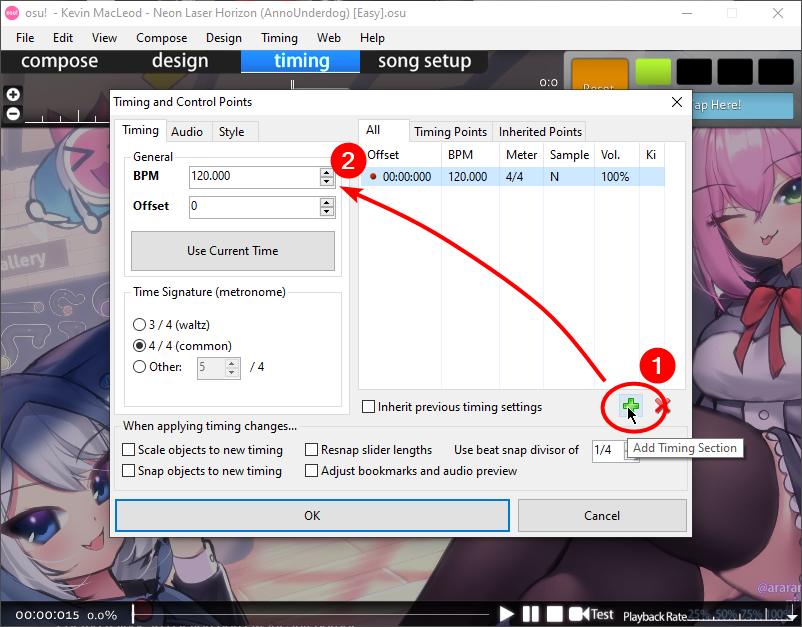 osu! - Kevin MacLeod - Neon Laser Horizon (AnnoUnderdog) [Easy].osu
File Edit View Compose Design Timing Web Help
compose design timing song setup
0:0
Reset
ap Here!
Timing and Control Points
Timing Audio Style
All Timing Points Inherited Points
General
2
Offset BPM Meter Sample Vol. Ki
BPM 120.000
00:00:000 120.000 4/4 N 100%
Offset 0
Use Current Time
allery
Time Signature (metronome)
3 / 4 (waltz)
4 / 4 (common)
Other: 5 / 4
1
Inherit previous timing settings
When applying timing changes...
Scale objects to new timing Resnap slider lengths Use beat snap divisor of 1/4
Add Timing Section
Snap objects to new timing Adjust bookmarks and audio preview
OK Cancel
@araran
00:00:015 0.0% Test Playback Rate 25% 50% 75% 100%